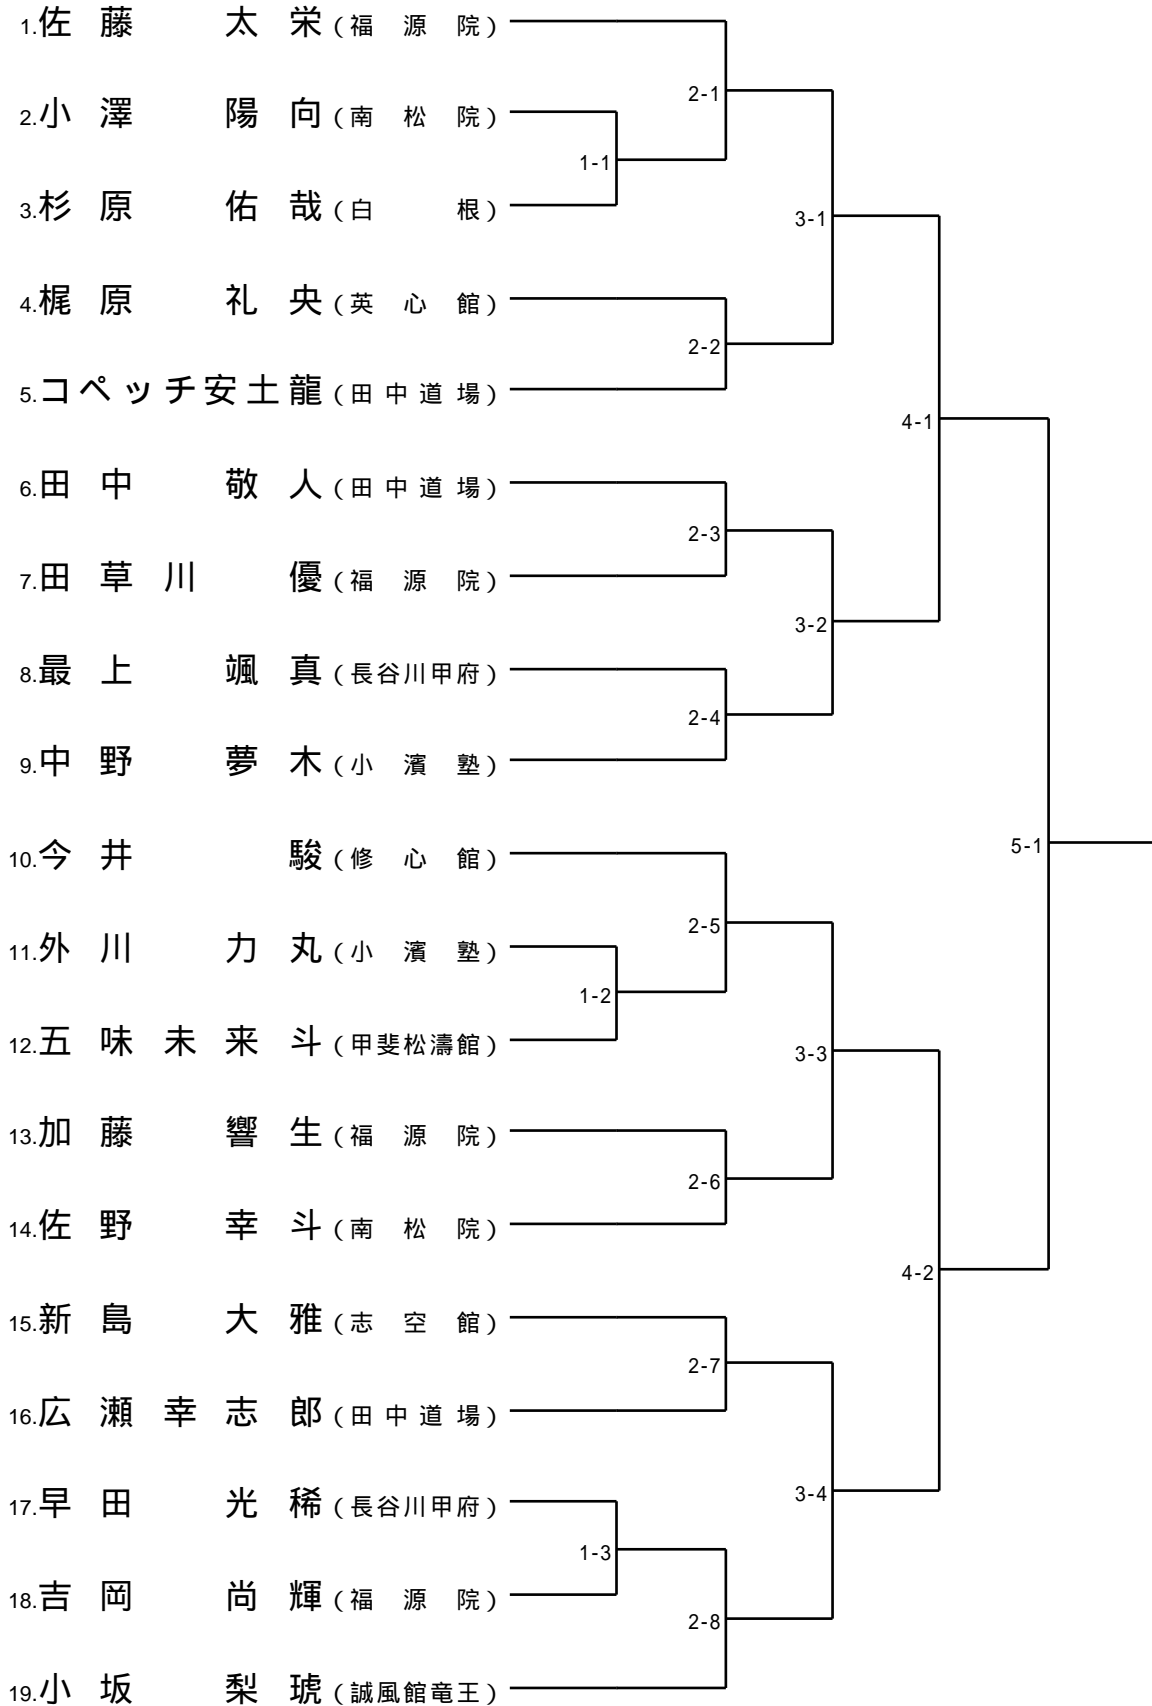 1.佐藤 太栄(福源院)
2-1
2.小澤 陽向(南松院)
1-1
3.杉原 佑哉(白根)
3-1
4.梶原 礼央(英心館)
2-2
5.コペッチ安土龍(田中道場)
4-1
6.田中 敬人(田中道場)
2-3
7.田草川 優(福源院)
3-2
8.最上 颯真(長谷川甲府)
2-4
9.中野 夢木(小濱塾)
10.今井 駿(修心館)
5-1
2-5
11.外川 力丸(小濱塾)
1-2
12.五味未来斗(甲斐松濤館)
3-3
13.加藤 響生(福源院)
2-6
14.佐野 幸斗(南松院)
4-2
15.新島 大雅(志空館)
2-7
16.広瀬幸志郎(田中道場)
3-4
17.早田 光稀(長谷川甲府)
1-3
18.吉岡 尚輝(福源院)
2-8
19.小坂 梨琥(誠風館竜王)